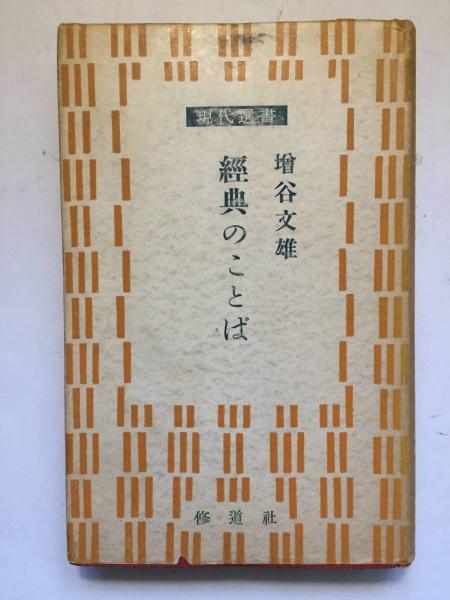 現代選書
増谷文雄
經典のことば
修道社